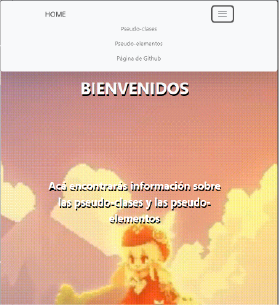 HOME
Pseudo-clases
Pseudo-elementos
Página de Github
BIENVENIDOS
Acá encontrarás información sobre
las pseudo-clases y las pseudo-
elementos